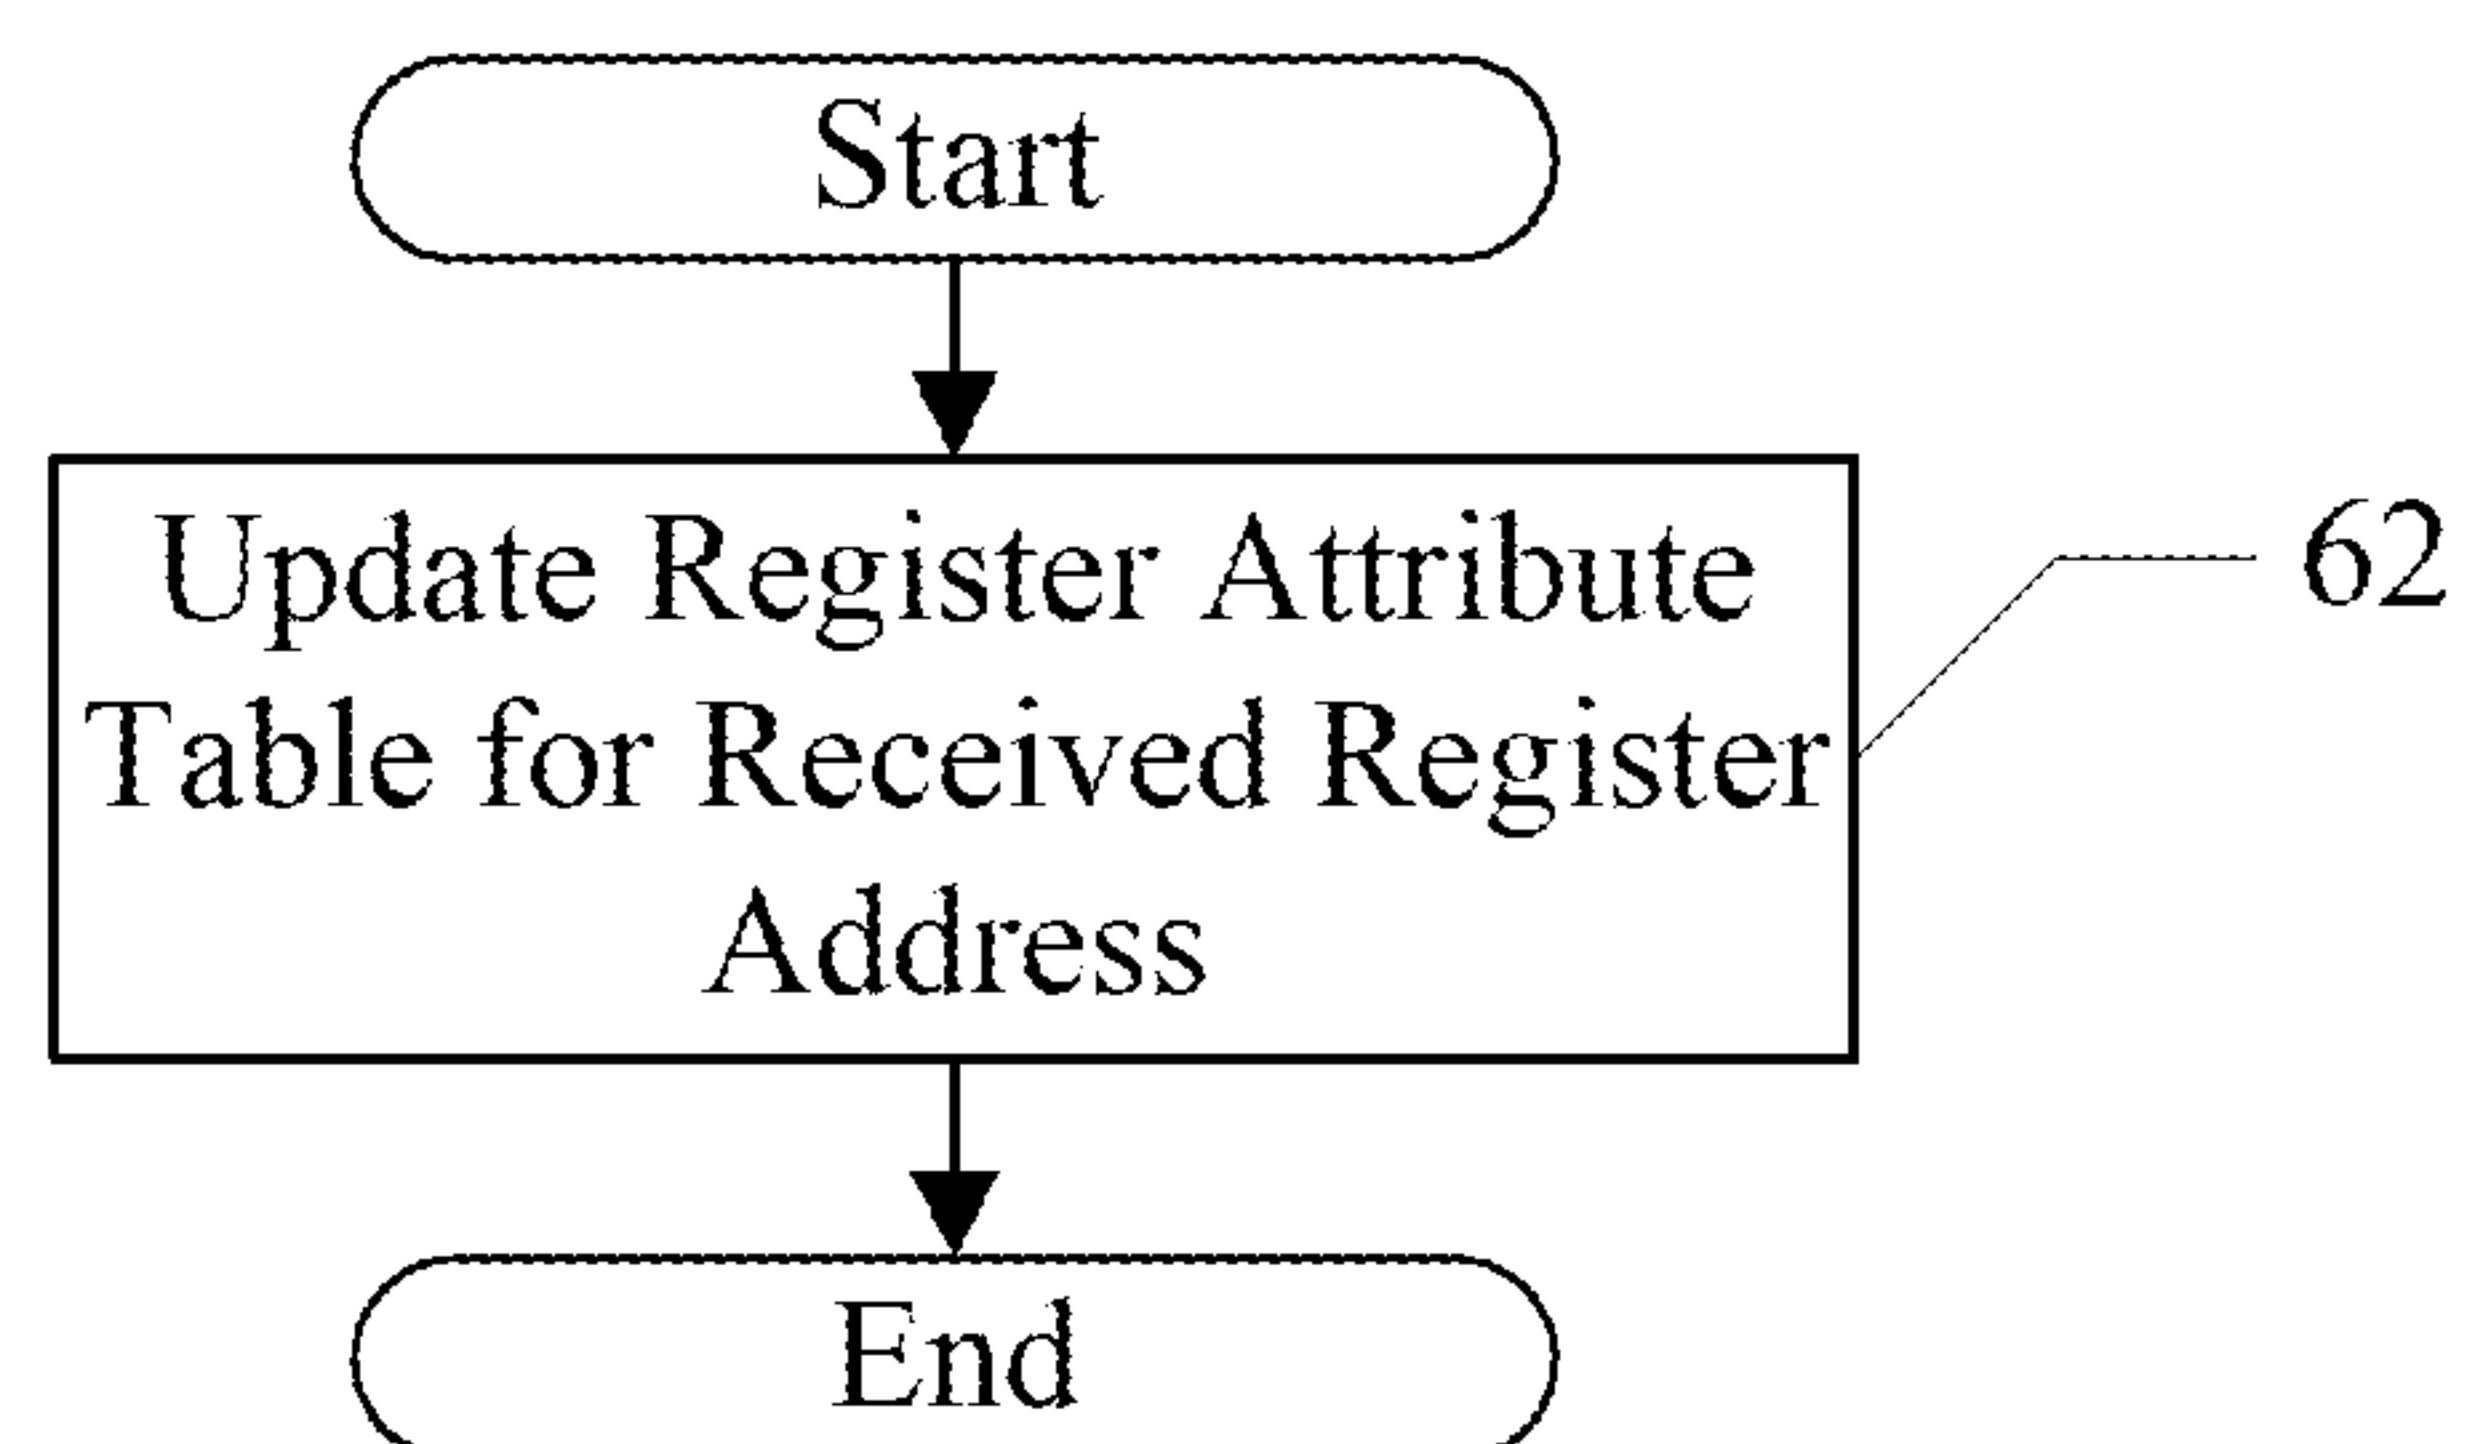 Start
Update Register Attribute
Table for Received Register
Address
62
End